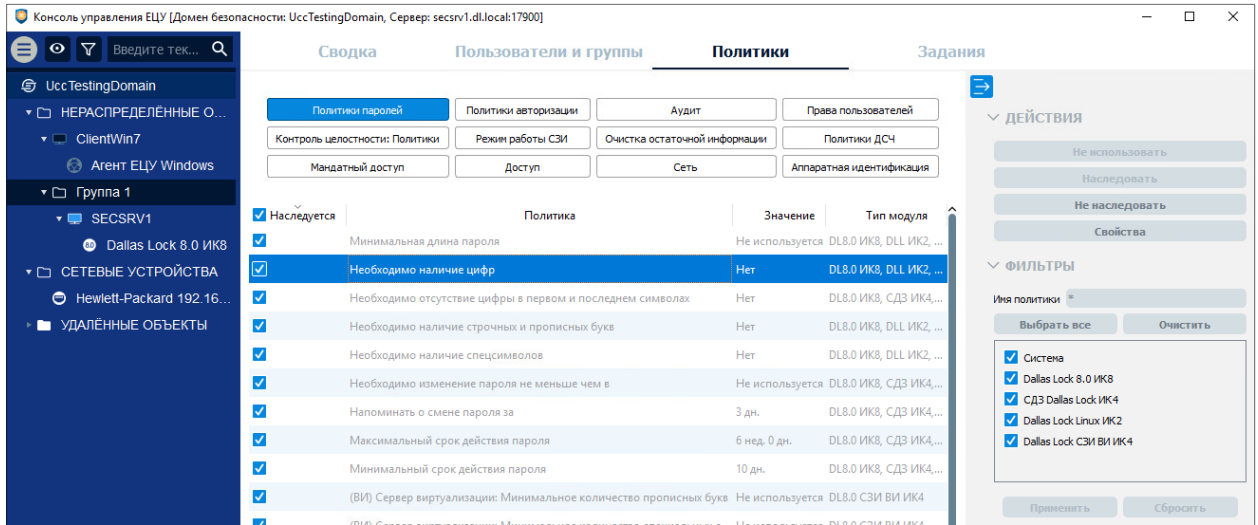 Консоль управления ЕЦУ [Домен безопасности: UccTestingDomain, Сервер: secsrv1.dl.local:17900]
Введите тек...
Сводка Пользователи и группы Политики Задания
UccTestingDomain
НЕРАСПРЕДЕЛЁННЫЕ О...
ClientWin7
Агент ЕЦУ Windows
Группа 1
SECSRV1
Dallas Lock 8.0 ИК8
СЕТЕВЫЕ УСТРОЙСТВА
Hewlett-Packard 192.16...
УДАЛЁННЫЕ ОБЪЕКТЫ
Политики паролей Политики авторизации Аудит Права пользователей
Контроль целостности: Политики Режим работы СЗИ Очистка остаточной информации Политики ДСЧ
Мандатный доступ Доступ Сеть Аппаратная идентификация
Наследуется Политика Значение Тип модуля
Минимальная длина пароля Не используется DL8.0 ИК8, DLL ИК2, ...
Необходимо наличие цифр Нет DL8.0 ИК8, DLL ИК2, ...
Необходимо отсутствие цифры в первом и последнем символах Нет DL8.0 ИК8, СДЗ ИК4,...
Необходимо наличие строчных и прописных букв Нет DL8.0 ИК8, DLL ИК2, ...
Необходимо наличие спецсимволов Нет DL8.0 ИК8, DLL ИК2, ...
Необходимо изменение пароля не меньше чем в Не используется DL8.0 ИК8, СДЗ ИК4,...
Напоминать о смене пароля за 3 дн. DL8.0 ИК8, СДЗ ИК4,...
Максимальный срок действия пароля 6 нед. 0 дн. DL8.0 ИК8, СДЗ ИК4,...
Минимальный срок действия пароля 10 дн. DL8.0 ИК8, СДЗ ИК4,...
(ВИ) Сервер виртуализации: Минимальное количество прописных букв Не используется DL8.0 СЗИ ВИ ИК4
ДЕЙСТВИЯ
Не использовать
Наследовать
Не наследовать
Свойства
ФИЛЬТРЫ
Имя политики *
Выбрать все Очистить
Система
Dallas Lock 8.0 ИК8
СДЗ Dallas Lock ИК4
Dallas Lock Linux ИК2
Dallas Lock СЗИ ВИ ИК4
Применить Сбросить